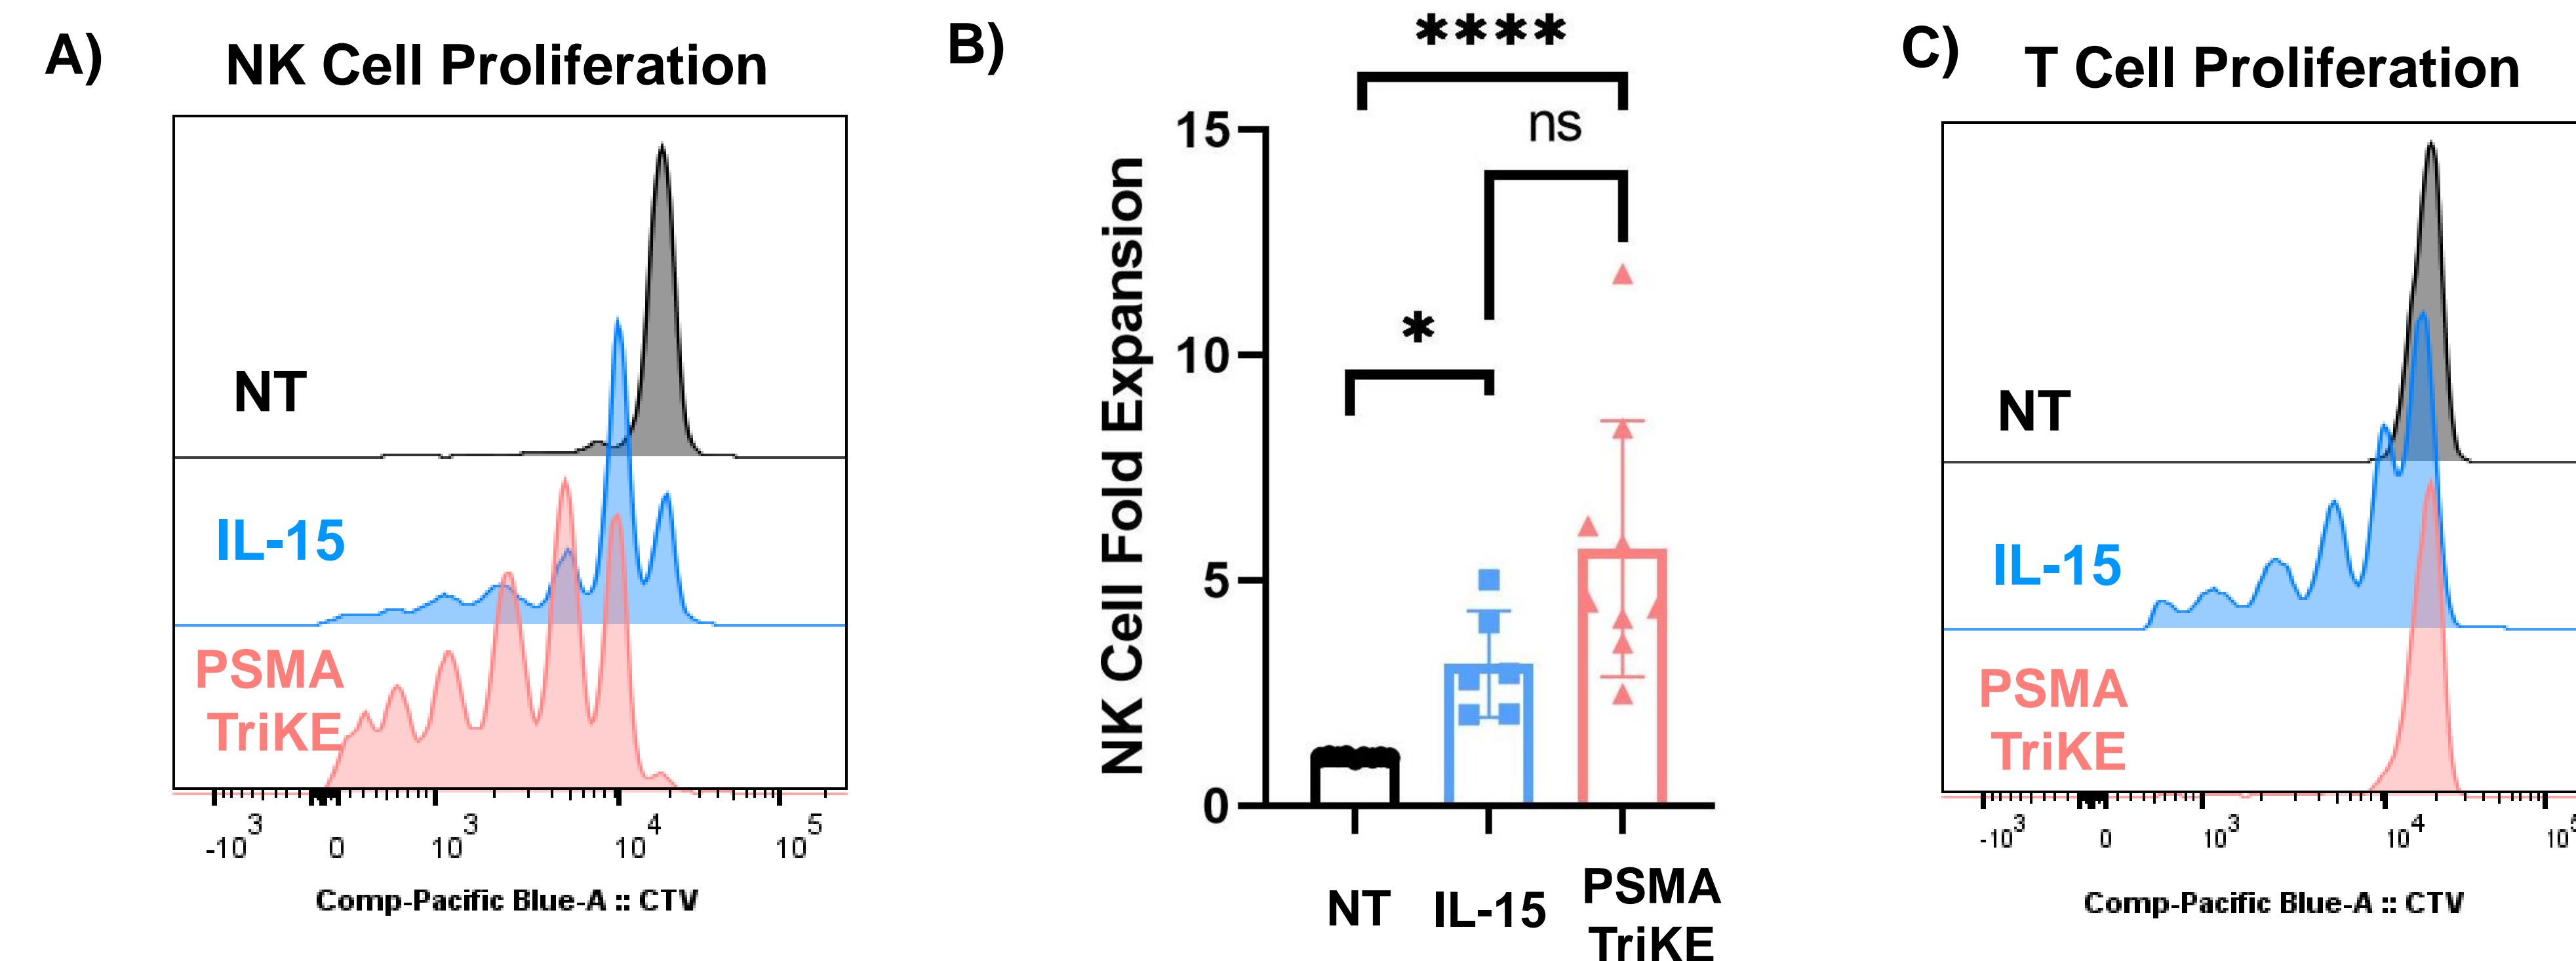 A)
NK Cell Proliferation
NT
IL-15
PSMA
TriKE
-10^3 0 10^3 10^4 10^5
Comp-Pacific Blue-A :: CTV
B)
****
ns
*
NK Cell Fold Expansion
15
10
5
0
NT IL-15 PSMA
TriKE
C)
T Cell Proliferation
NT
IL-15
PSMA
TriKE
-10^3 0 10^3 10^4 10^5
Comp-Pacific Blue-A :: CTV